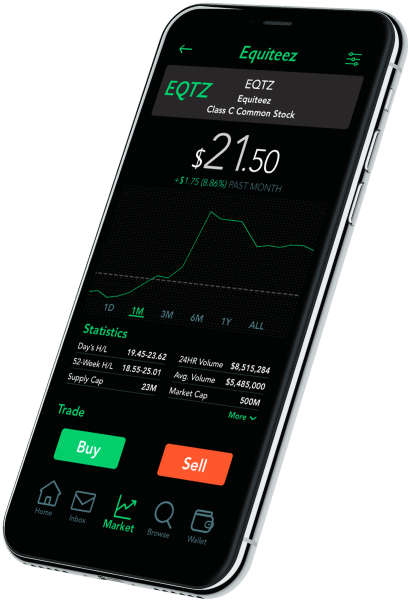 Equiteez
EQTZ
EQTZ
Equiteez
Class C Common Stock
$21.50
+$1.75 (8.86%) PAST MONTH
1D 1M 3M 6M 1Y ALL
Statistics
Day's H/L 19.45-23.62 24HR Volume $8,515,284
52-Week H/L 18.55-25.01 Avg. Volume $5,485,000
Supply Cap 23M Market Cap 500M
More
Trade
Buy Sell
Home Inbox Market Browse Wallet